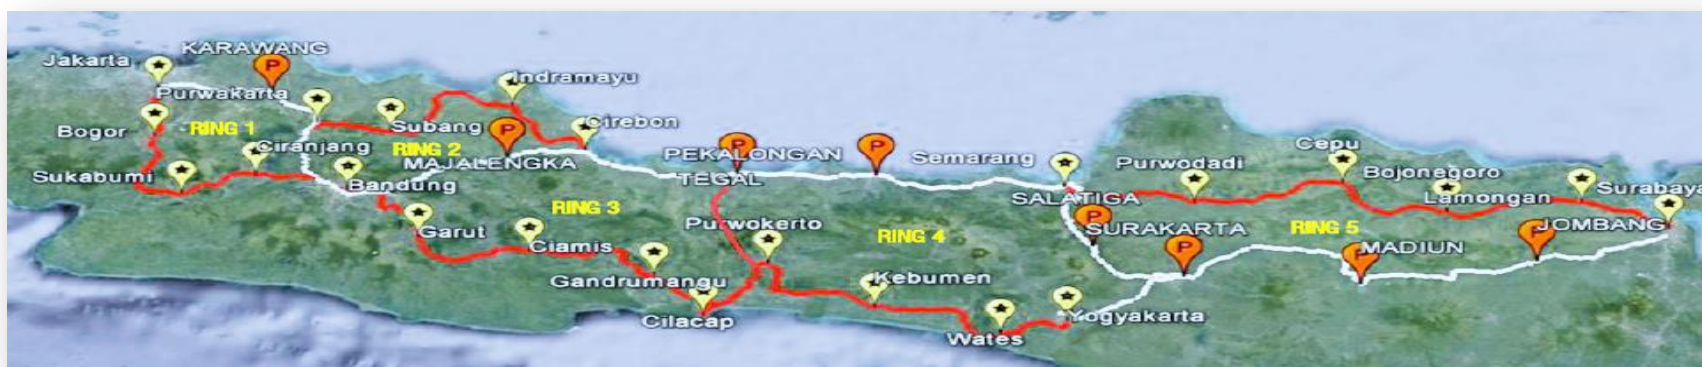 KARAWANG
Jakarta
Purwakarta
Bogor
RING 1
Ciranjang
Sukabumi
Indramayu
Subang
Cirebon
RING 2
MAJALENGKA
Bandung
RING 3
Garut
Ciamis
Gandrumangu
Cilacap
PEKALONGAN
TEGAL
Purwokerto
RING 4
Kebumen
Wates
Yogyakarta
Semarang
SALATIGA
SURAKARTA
Purwodadi
Cepu
Bojonegoro
Lamongan
Surabaya
RING 5
MADIUN
JOMBANG
P
P
P
P
P
P
P
P